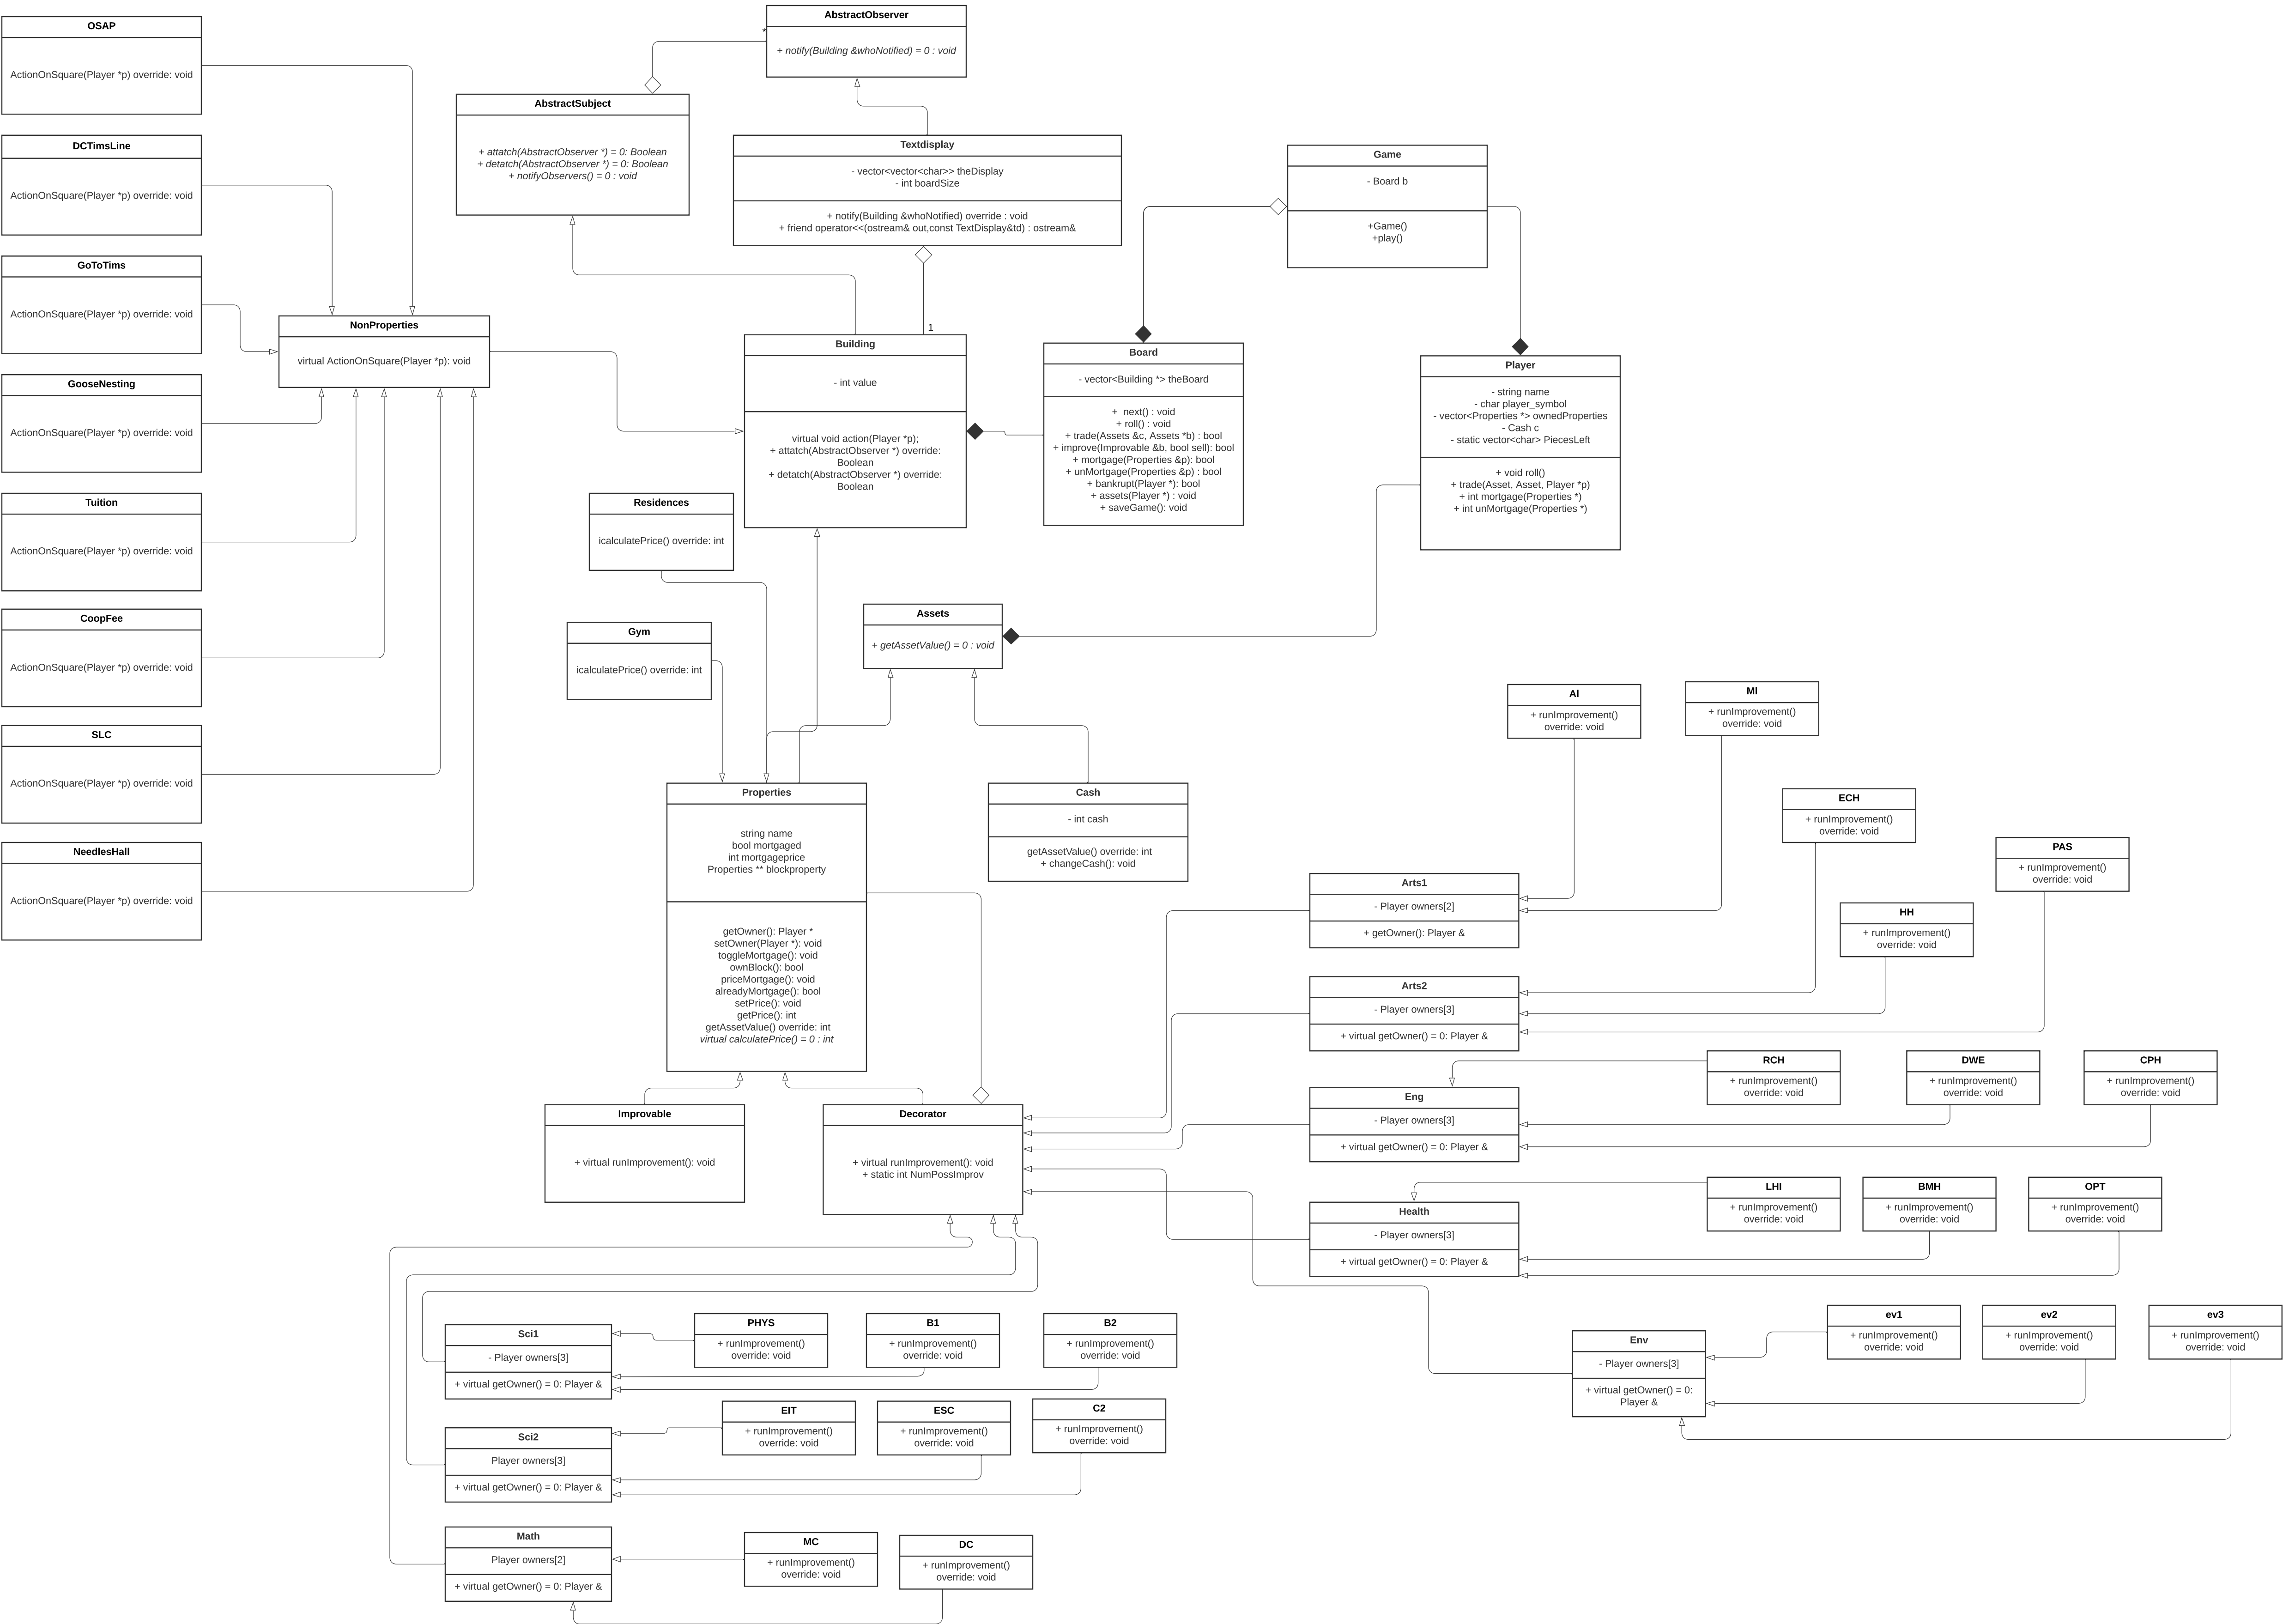 OSAP
ActionOnSquare(Player *p) override: void
DCTimsLine
ActionOnSquare(Player *p) override: void
GoToTims
ActionOnSquare(Player *p) override: void
GooseNesting
ActionOnSquare(Player *p) override: void
Tuition
ActionOnSquare(Player *p) override: void
CoopFee
ActionOnSquare(Player *p) override: void
SLC
ActionOnSquare(Player *p) override: void
NeedlesHall
ActionOnSquare(Player *p) override: void
NonProperties
virtual ActionOnSquare(Player *p): void
AbstractObserver
+ notify(Building &whoNotified) = 0 : void
*
AbstractSubject
+ attatch(AbstractObserver *) = 0: Boolean
+ detatch(AbstractObserver *) = 0: Boolean
+ notifyObservers() = 0 : void
Textdisplay
- vector<vector<char>> theDisplay
- int boardSize
+ notify(Building &whoNotified) override : void
+ friend operator<<(ostream& out,const TextDisplay&td) : ostream&
1
Game
- Board b
+Game()
+play()
Building
- int value
virtual void action(Player *p);
+ attatch(AbstractObserver *) override:
Boolean
+ detatch(AbstractObserver *) override:
Boolean
Board
- vector<Building *> theBoard
+  next() : void
+ roll() : void
+ trade(Assets &c, Assets *b) : bool
+ improve(Improvable &b, bool sell): bool
+ mortgage(Properties &p): bool
+ unMortgage(Properties &p) : bool
+ bankrupt(Player *): bool
+ assets(Player *) : void
+ saveGame(): void
Player
- string name
- char player_symbol
- vector<Properties *> ownedProperties
- Cash c
- static vector<char> PiecesLeft
+ void roll()
+ trade(Asset, Asset, Player *p)
+ int mortgage(Properties *)
+ int unMortgage(Properties *)
Residences
icalculatePrice() override: int
Gym
icalculatePrice() override: int
Assets
+ getAssetValue() = 0 : void
Properties
string name
bool mortgaged
int mortgageprice
Properties ** blockproperty
getOwner(): Player *
setOwner(Player *): void
toggleMortgage(): void
ownBlock(): bool
priceMortgage(): void
alreadyMortgage(): bool
setPrice(): void
getPrice(): int
getAssetValue() override: int
virtual calculatePrice() = 0 : int
Cash
- int cash
getAssetValue() override: int
+ changeCash(): void
Improvable
+ virtual runImprovement(): void
Decorator
+ virtual runImprovement(): void
+ static int NumPossImprov
Al
+ runImprovement()
override: void
Ml
+ runImprovement()
override: void
ECH
+ runImprovement()
override: void
PAS
+ runImprovement()
override: void
HH
+ runImprovement()
override: void
Arts1
- Player owners[2]
+ getOwner(): Player &
Arts2
- Player owners[3]
+ virtual getOwner() = 0: Player &
RCH
+ runImprovement()
override: void
DWE
+ runImprovement()
override: void
CPH
+ runImprovement()
override: void
Eng
- Player owners[3]
+ virtual getOwner() = 0: Player &
LHI
+ runImprovement()
override: void
BMH
+ runImprovement()
override: void
OPT
+ runImprovement()
override: void
Health
- Player owners[3]
+ virtual getOwner() = 0: Player &
Env
- Player owners[3]
+ virtual getOwner() = 0:
Player &
ev1
+ runImprovement()
override: void
ev2
+ runImprovement()
override: void
ev3
+ runImprovement()
override: void
Sci1
- Player owners[3]
+ virtual getOwner() = 0: Player &
PHYS
+ runImprovement()
override: void
B1
+ runImprovement()
override: void
B2
+ runImprovement()
override: void
Sci2
Player owners[3]
+ virtual getOwner() = 0: Player &
EIT
+ runImprovement()
override: void
ESC
+ runImprovement()
override: void
C2
+ runImprovement()
override: void
Math
Player owners[2]
+ virtual getOwner() = 0: Player &
MC
+ runImprovement()
override: void
DC
+ runImprovement()
override: void